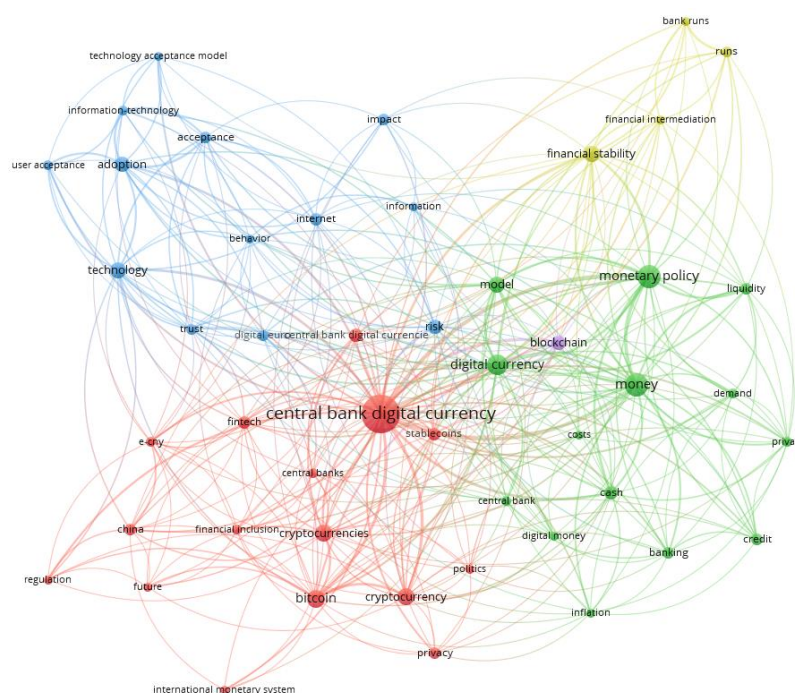 bank runs
runs
technology acceptance model
information-technology
impact
financial intermediation
acceptance
user acceptance
adoption
financial stability
information
internet
behavior
technology
monetary policy
model
liquidity
trust
digital euro
central bank digital currencie
risk
blockchain
digital currency
money
demand
central bank digital currency
fintech
stablecoins
costs
e-cny
priva
central banks
cash
central bank
china
financial inclusion
cryptocurrencies
digital money
credit
banking
politics
regulation
future
bitcoin
cryptocurrency
inflation
privacy
international monetary system